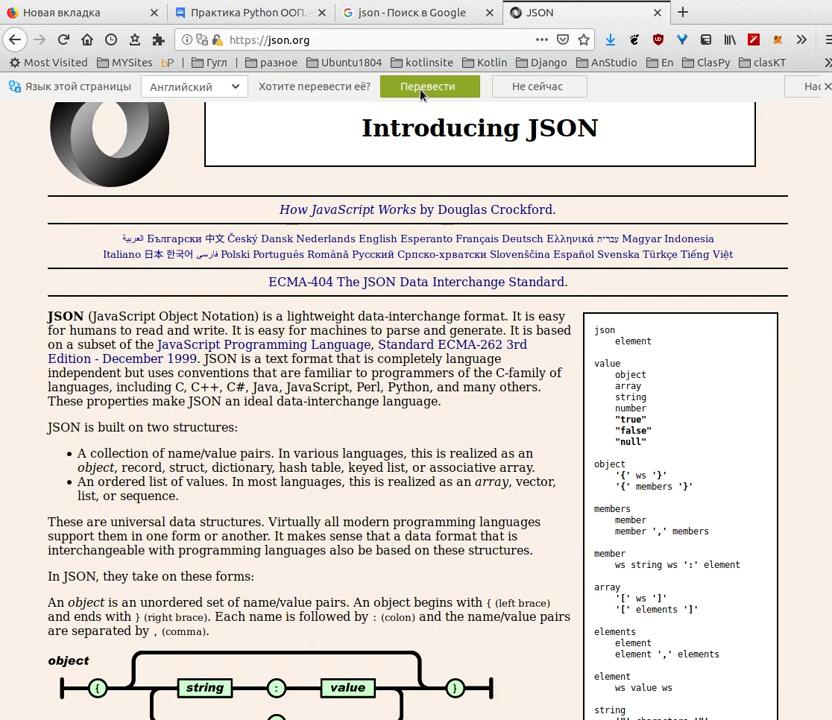 Новая вкладка
Практика Python ООП.
json - Поиск в Google
JSON
https://json.org
Most Visited MYSites bP Гугл разное Ubuntu1804 kotlinsite Kotlin Django AnStudio En ClasPy clasKT
Язык этой страницы Английский Хотите перевести её? Перевести Не сейчас Нас
Introducing JSON
How JavaScript Works by Douglas Crockford.
العربية Български 中文 Český Dansk Nederlands English Esperanto Français Deutsch Ελληνικά עברית Magyar Indonesia
Italiano 日本 한국어 فارسی Polski Português Română Русский Српско-хрватски Slovenščina Español Svenska Türkçe Tiếng Việt
ECMA-404 The JSON Data Interchange Standard.
JSON (JavaScript Object Notation) is a lightweight data-interchange format. It is easy
for humans to read and write. It is easy for machines to parse and generate. It is based
on a subset of the JavaScript Programming Language, Standard ECMA-262 3rd
Edition - December 1999. JSON is a text format that is completely language
independent but uses conventions that are familiar to programmers of the C-family of
languages, including C, C++, C#, Java, JavaScript, Perl, Python, and many others.
These properties make JSON an ideal data-interchange language.
JSON is built on two structures:
• A collection of name/value pairs. In various languages, this is realized as an
object, record, struct, dictionary, hash table, keyed list, or associative array.
• An ordered list of values. In most languages, this is realized as an array, vector,
list, or sequence.
These are universal data structures. Virtually all modern programming languages
support them in one form or another. It makes sense that a data format that is
interchangeable with programming languages also be based on these structures.
In JSON, they take on these forms:
An object is an unordered set of name/value pairs. An object begins with { (left brace)
and ends with } (right brace). Each name is followed by : (colon) and the name/value pairs
are separated by , (comma).
object
{ string : value }
json
element
value
object
array
string
number
"true"
"false"
"null"
object
'{' ws '}'
'{' members '}'
members
member
member ',' members
member
ws string ws ':' element
array
'[' ws ']'
'[' elements ']'
elements
element
element ',' elements
element
ws value ws
string